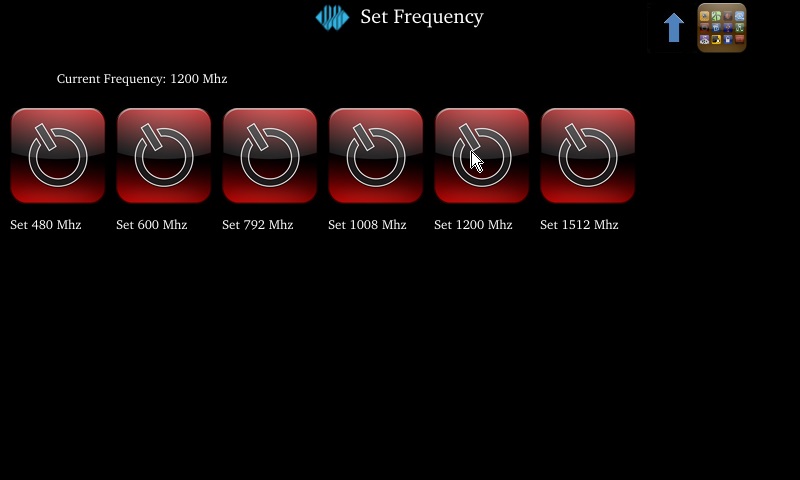 Set Frequency
Current Frequency: 1200 Mhz
Set 480 Mhz
Set 600 Mhz
Set 792 Mhz
Set 1008 Mhz
Set 1200 Mhz
Set 1512 Mhz